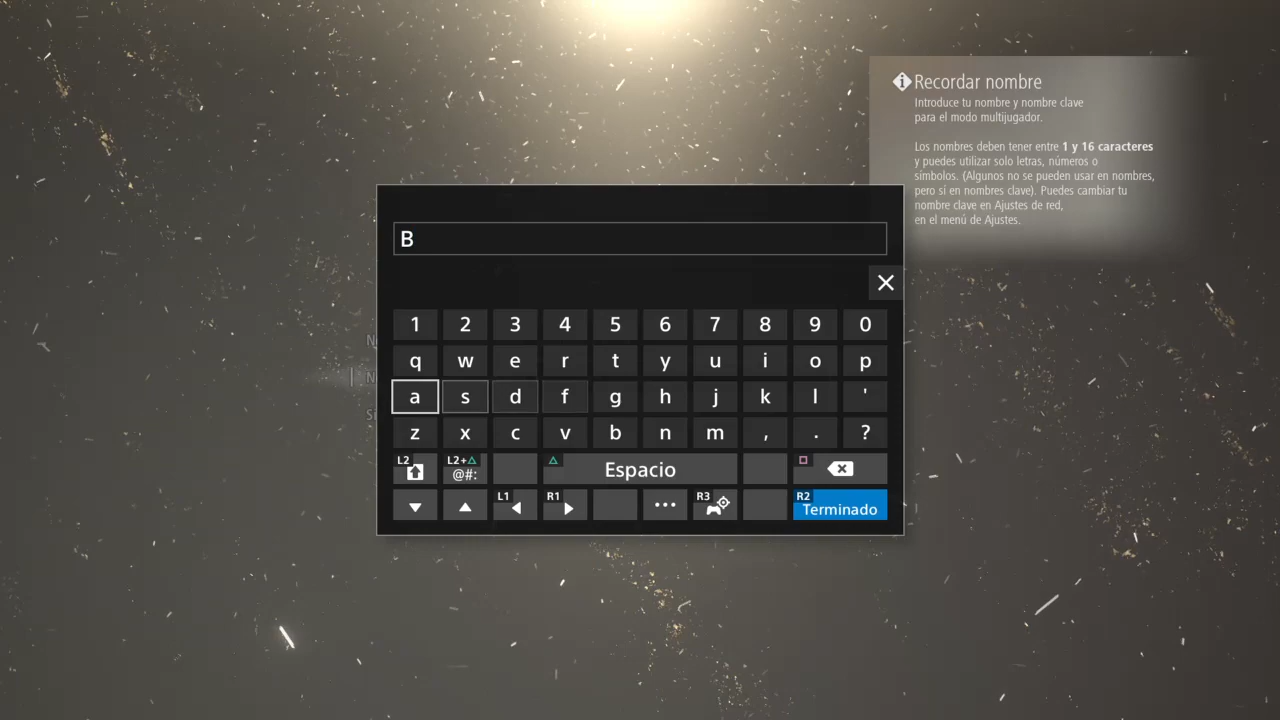 Recordar nombre
Introduce tu nombre y nombre clave
para el modo multijugador.
Los nombres deben tener entre 1 y 16 caracteres
y puedes utilizar solo letras, números o
símbolos. (Algunos no se pueden usar en nombres,
pero sí en nombres clave). Puedes cambiar tu
nombre clave en Ajustes de red,
en el menú de Ajustes.
B
1 2 3 4 5 6 7 8 9 0
q w e r t y u i o p
a s d f g h j k l '
z x c v b n m , . ?
L2 L2+△ @#: △ Espacio □
L1 R1 ... R3 R2 Terminado